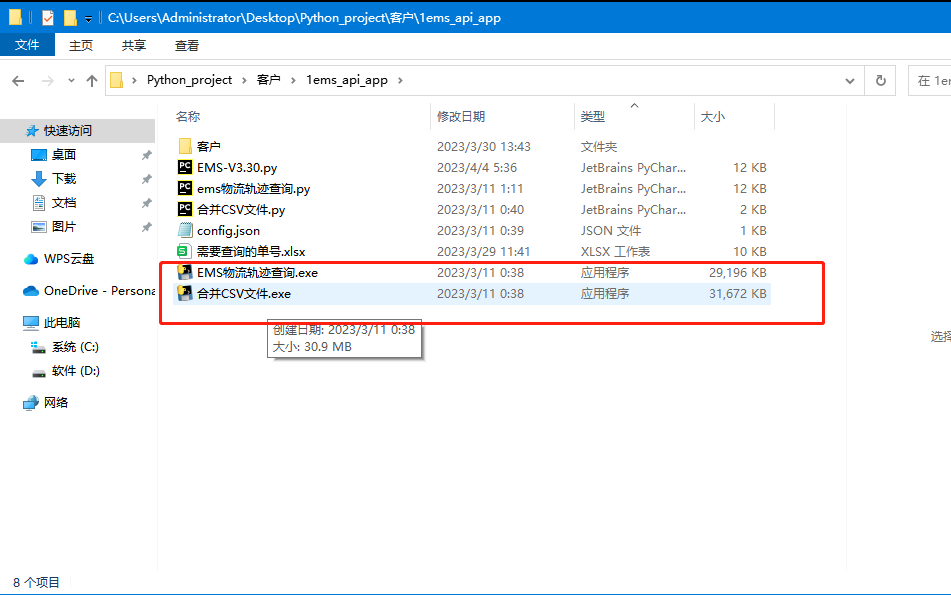 C:\Users\Administrator\Desktop\Python_project\客户\1ems_api_app
文件 主页 共享 查看
Python_project 客户 1ems_api_app 在 1em
名称 修改日期 类型 大小
快速访问
桌面
下载
文档
图片
WPS云盘
OneDrive - Persona
此电脑
系统 (C:)
软件 (D:)
网络
客户 2023/3/30 13:43 文件夹
PC EMS-V3.30.py 2023/4/4 5:36 JetBrains PyChar... 12 KB
PC ems物流轨迹查询.py 2023/3/11 1:11 JetBrains PyChar... 12 KB
PC 合并CSV文件.py 2023/3/11 0:40 JetBrains PyChar... 2 KB
config.json 2023/3/11 0:39 JSON 文件 1 KB
S 需要查询的单号.xlsx 2023/3/29 11:41 XLSX 工作表 10 KB
EMS物流轨迹查询.exe 2023/3/11 0:38 应用程序 29,196 KB
合并CSV文件.exe 2023/3/11 0:38 应用程序 31,672 KB
创建日期: 2023/3/11 0:38
大小: 30.9 MB
选择
8 个项目